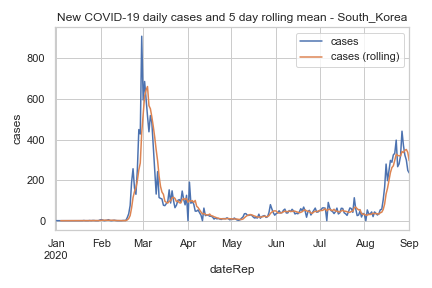 New COVID-19 daily cases and 5 day rolling mean - South_Korea
cases
cases (rolling)
cases
800
600
400
200
0
Jan
2020
Feb
Mar
Apr
May
Jun
Jul
Aug
Sep
dateRep